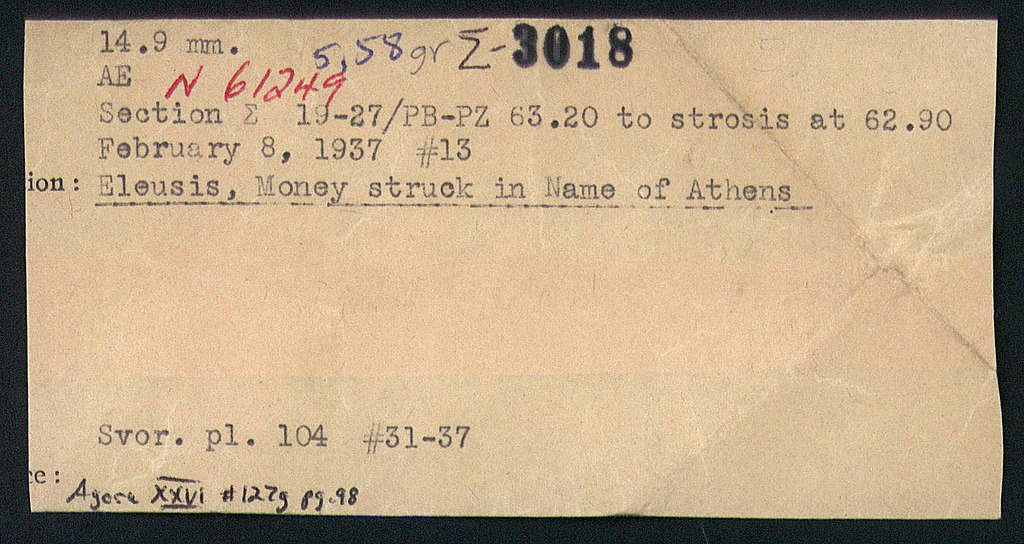 14.9 mm. 5,58gr Σ-3018
AE N 61249
Section Σ 19-27/PB-PZ 63.20 to strosis at 62.90
February 8, 1937 #13
ion: Eleusis, Money struck in Name of Athens
Svor. pl. 104 #31-37
ce:
Agora XXVI #127g pg.98